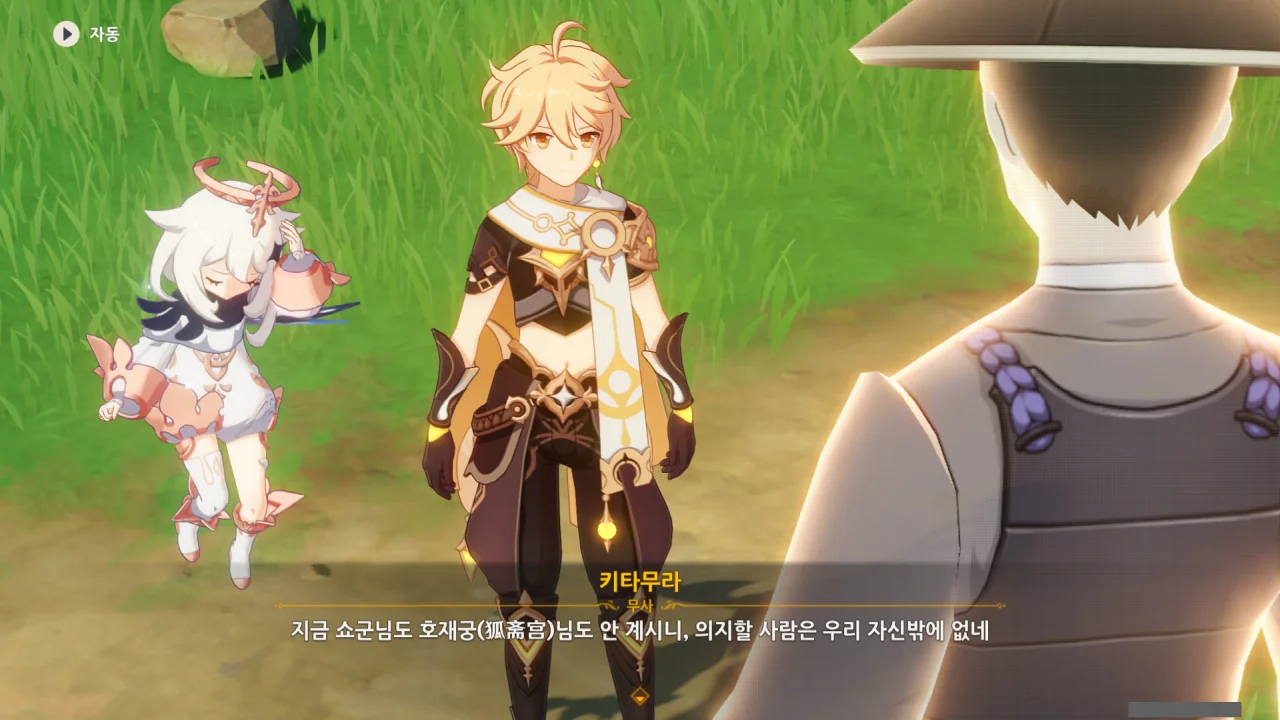 자동
키타무라
무사
지금 쇼군님도 호재궁(狐斋宫)님도 안 계시니, 의지할 사람은 우리 자신밖에 없네